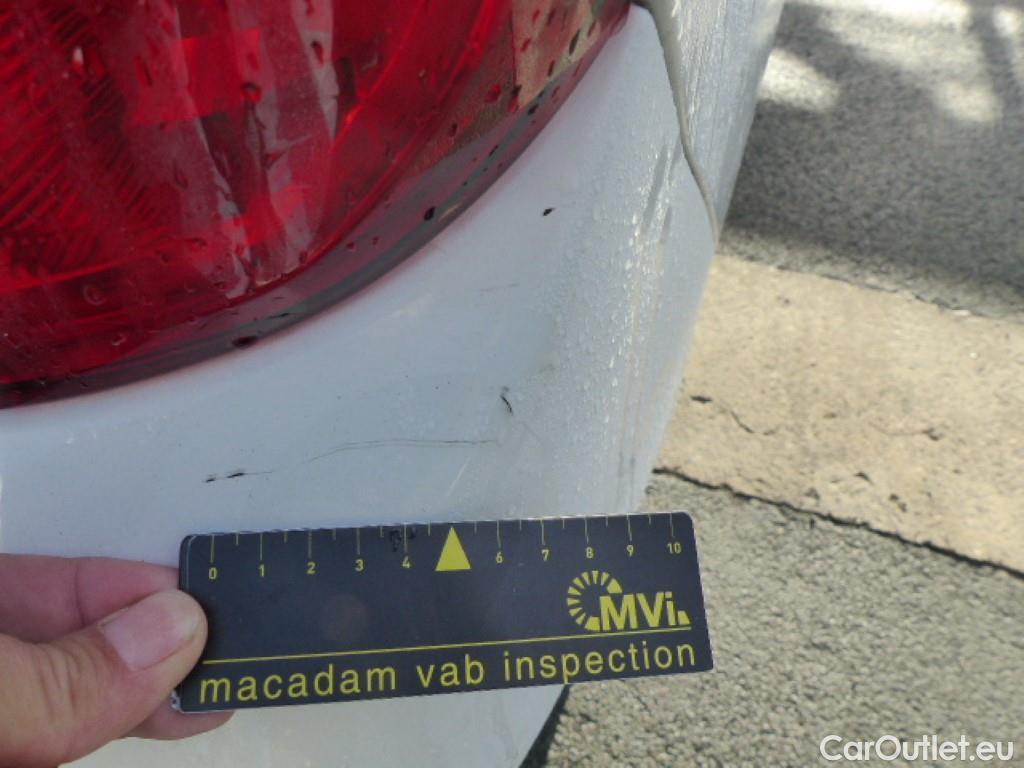 0 1 2 3 4 6 7 8 9 10
MVi
macadam vab inspection
CarOutlet.eu